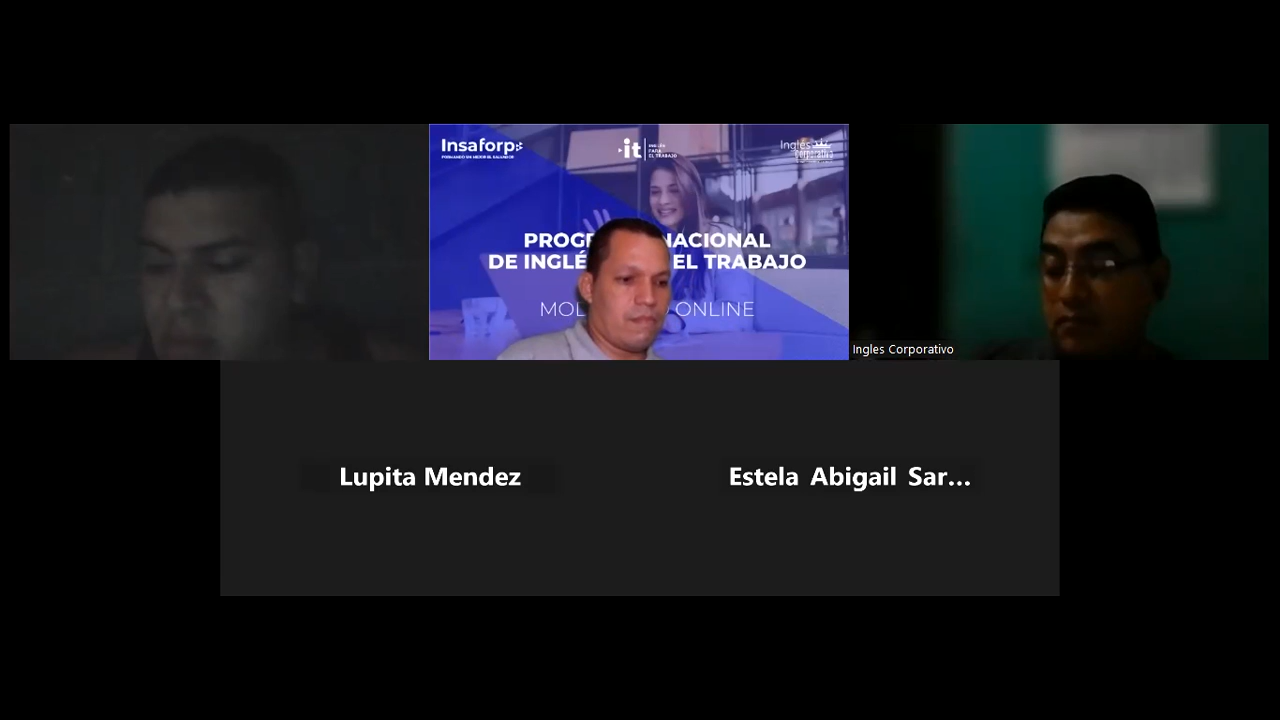 Insaforp
FORMANDO UN MEJOR EL SALVADOR
it
INGLÉS
PARA
EL TRABAJO
Ingles
Corporativo
PROG NACIONAL
DE INGLÉ EL TRABAJO
MO ONLINE
Ingles Corporativo
Lupita Mendez
Estela Abigail Sar...